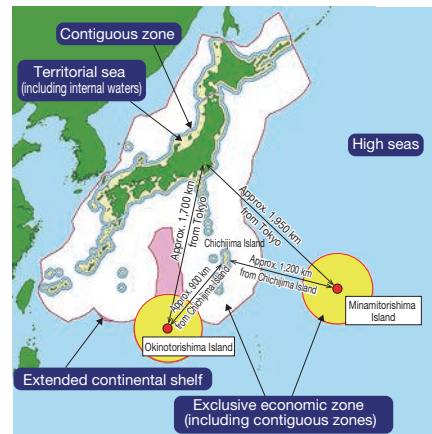 Contiguous zone
Territorial sea
(including internal waters)
High seas
Approx. 1,700 km
from Tokyo
Approx. 1,950 km
from Tokyo
Chichijima Island
Approx. 900 km
from Chichijima Island
Approx. 1,200 km
from Chichijima Island
Minamitorishima
Island
Okinotorishima Island
Extended continental shelf
Exclusive economic zone
(including contiguous zones)